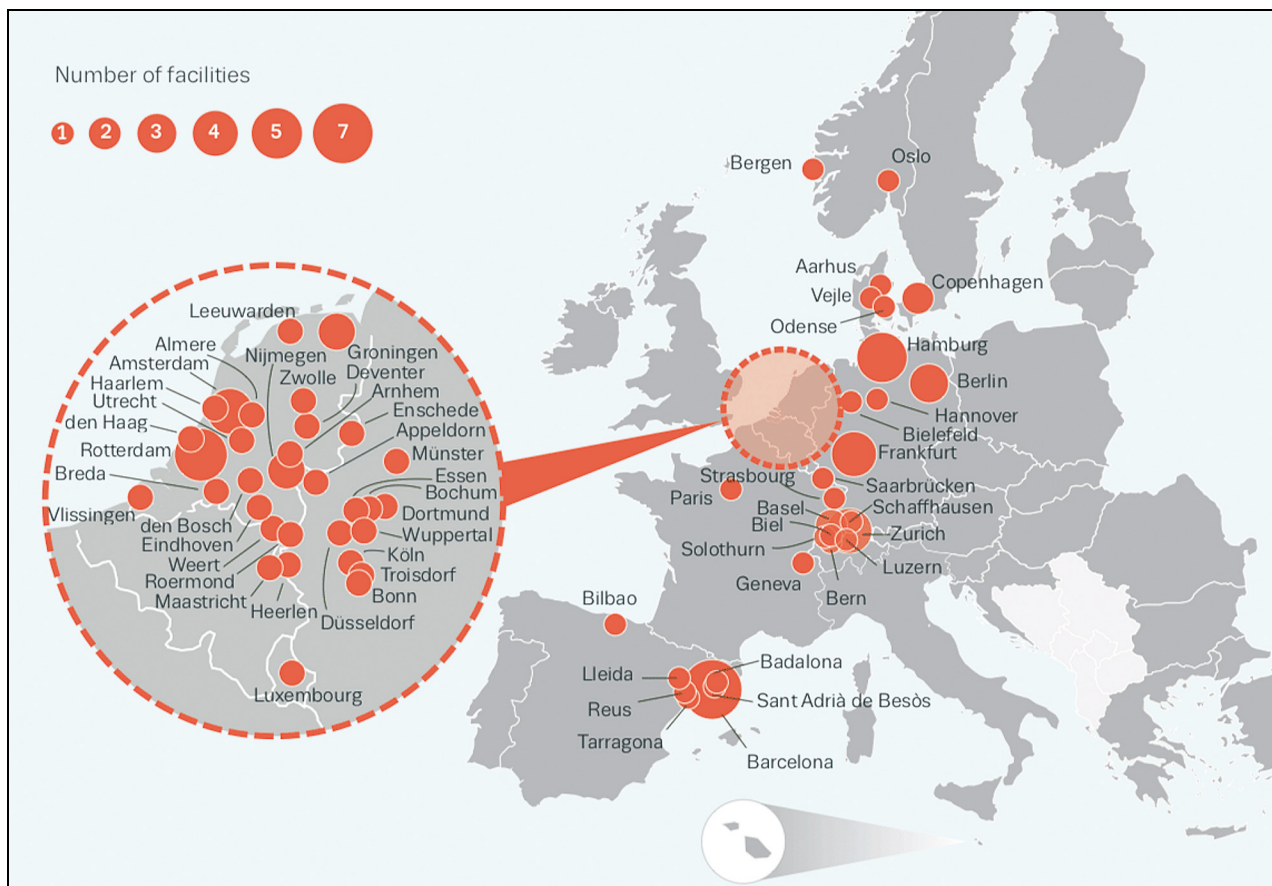 Number of facilities
1 2 3 4 5 7
Bergen
Oslo
Aarhus
Vejle
Odense
Copenhagen
Hamburg
Berlin
Hannover
Bielefeld
Frankfurt
Strasbourg
Saarbrücken
Paris
Basel
Schaffhäusen
Biel
Zurich
Solothurn
Luzern
Geneva
Bern
Bilbao
Lleida
Badalona
Reus
Sant Adrià de Besòs
Tarragona
Barcelona
Leeuwarden
Almere
Nijmegen
Groningen
Amsterdam
Zwolle
Deventer
Haarlem
Arnhem
Utrecht
Enschede
den Haag
Appeldorn
Rotterdam
Münster
Breda
Essen
Bochum
Vlissingen
Dortmund
den Bosch
Wuppertal
Eindhoven
Köln
Weert
Troisdorf
Roermond
Bonn
Maastricht
Heerlen
Düsseldorf
Luxembourg